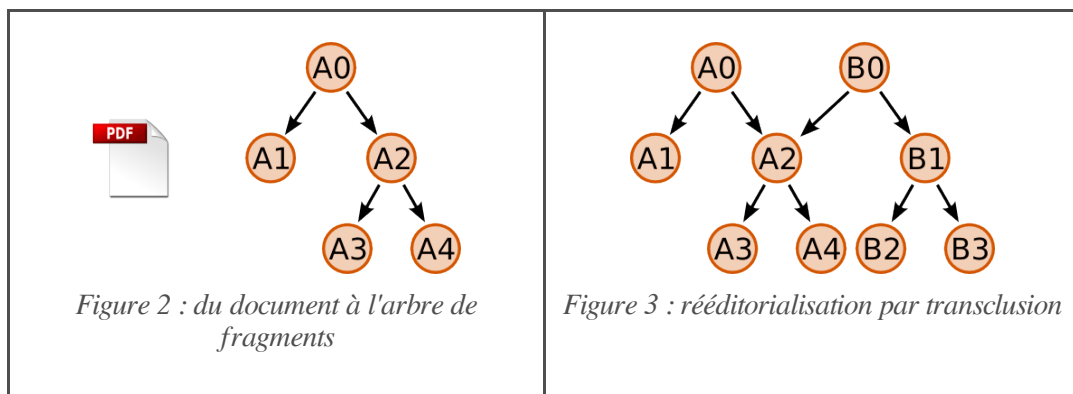 A0
PDF
A1 A2
A3 A4
Figure 2 : du document à l'arbre de
fragments
A0 B0
A1 A2 B1
A3 A4 B2 B3
Figure 3 : rééditorialisation par transclusion